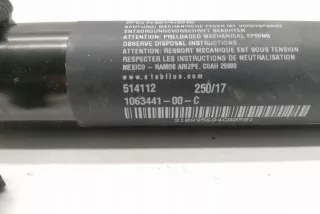 ACHTUNG: MECHANISCHE FEDER IST VORGESPANNT
ENTSORGUNGSVORSCHRIFT BEACHTEN
ATTENTION: PRELOADED MECHANICAL SPRING
OBSERVE DISPOSAL INSTRUCTIONS
ATTENTION: RESSORT MECANIQUE EST SOUS TENSION
RESPECTER LES INSTRUCTIONS DE NEUTRALISATION
MEXICO - RAMOS ARIZPE, COAH 25900
www.stabilus.com
514112 250/17
1063441-00-C